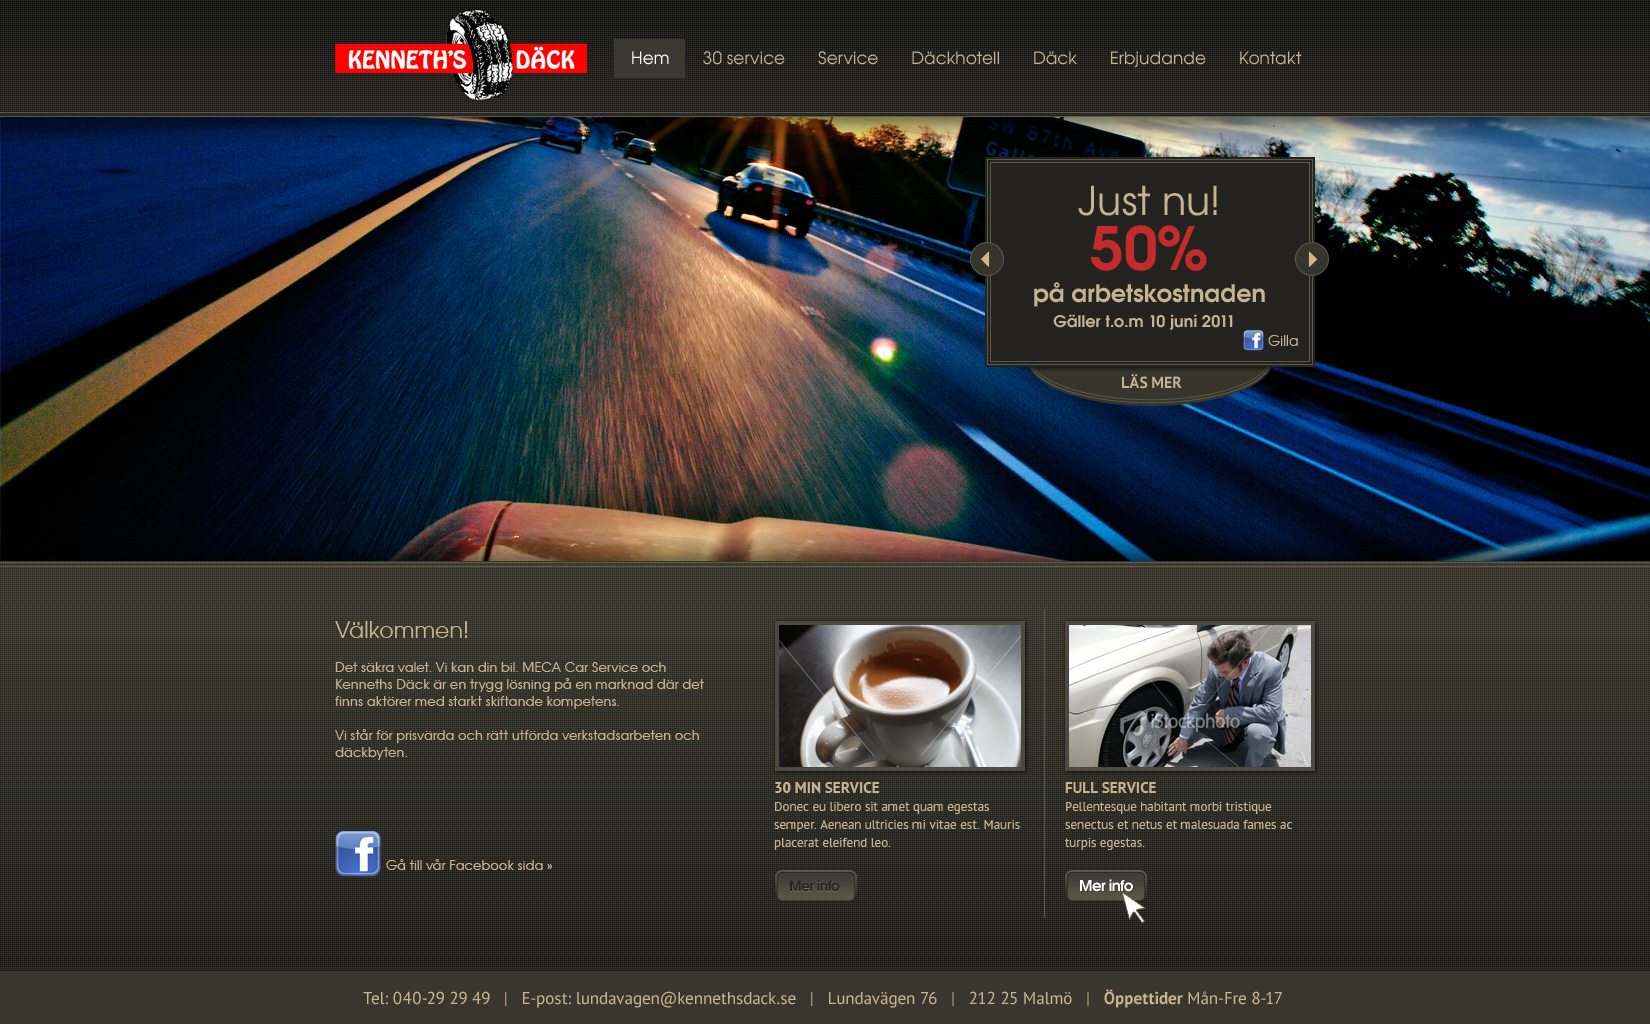 KENNETH'S DÄCK
Hem 30 service Service Däckhotell Däck Erbjudande Kontakt
SW 87th Ave
Just nu!
50%
på arbetskostnaden
Gäller t.o.m 10 juni 2011
Gilla
LÄS MER
Välkommen!
Det säkra valet. Vi kan din bil. MECA Car Service och
Kenneths Däck är en trygg lösning på en marknad där det
finns aktörer med starkt skiftande kompetens.
Vi står för prisvärda och rätt utförda verkstadsarbeten och
däckbyten.
f Gå till vår Facebook sida »
30 MIN SERVICE
Donec eu libero sit amet quam egestas
semper. Aenean ultricies mi vitae est. Mauris
placerat eleifend leo.
Mer info
iStockphoto
FULL SERVICE
Pellentesque habitant morbi tristique
senectus et netus et malesuada fames ac
turpis egestas.
Mer info
Tel: 040-29 29 49 | E-post: lundavagen@kennethsdack.se | Lundavägen 76 | 212 25 Malmö | Öppettider Mån-Fre 8-17